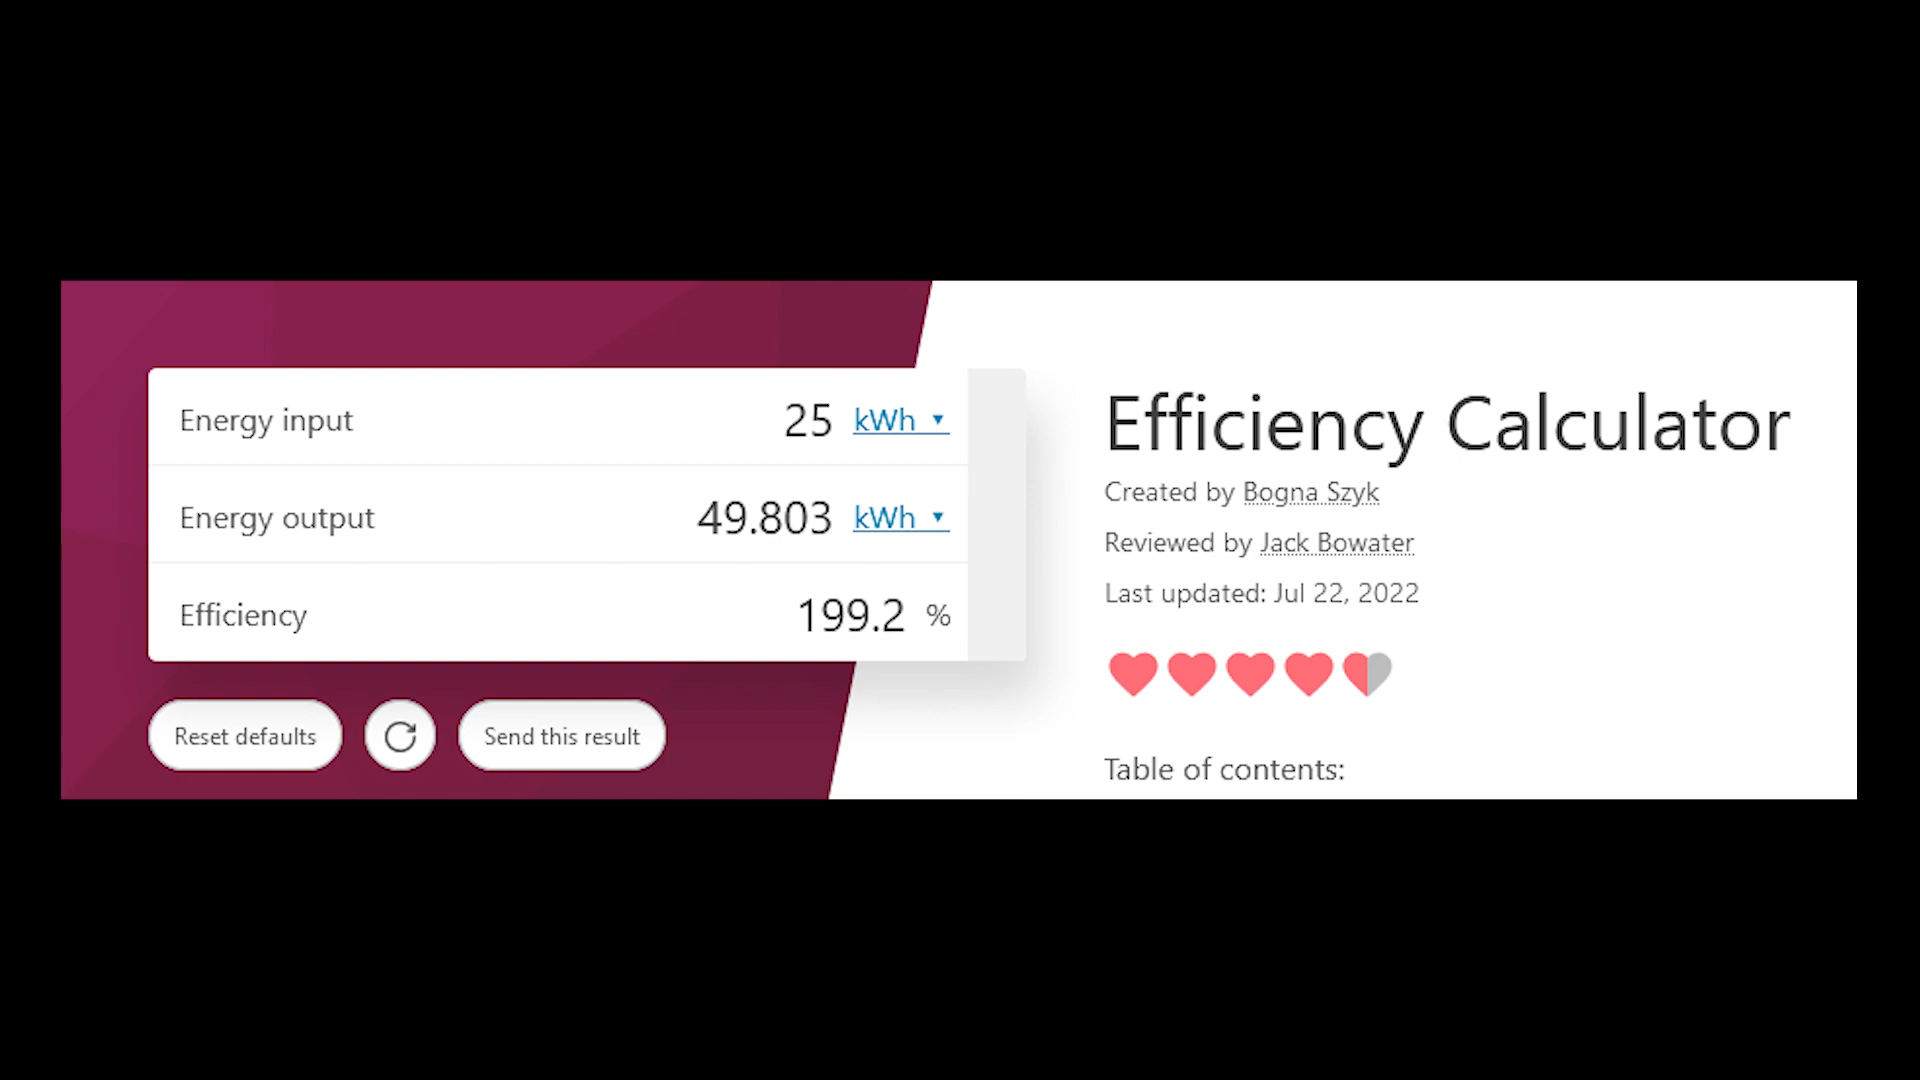 Energy input 25 kWh
Energy output 49.803 kWh
Efficiency 199.2 %
Reset defaults Send this result
Efficiency Calculator
Created by Bogna Szyk
Reviewed by Jack Bowater
Last updated: Jul 22, 2022
Table of contents: